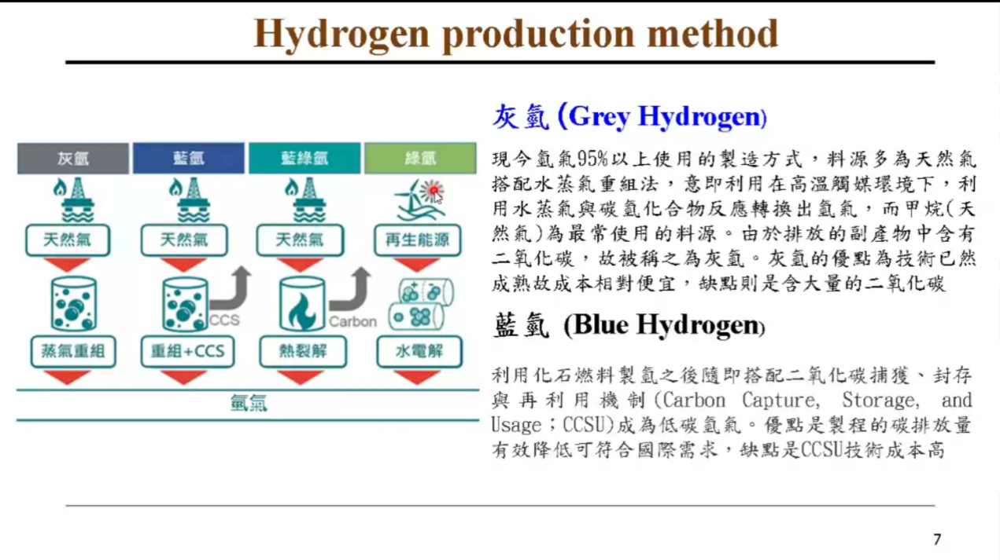 Hydrogen production method
灰氫
藍氫
藍綠氫
綠氫
天然氣
天然氣
天然氣
再生能源
CCS
Carbon
蒸氣重組
重組+CCS
熱裂解
水電解
氫氣
灰氫 (Grey Hydrogen)
現今氫氣95%以上使用的製造方式，料源多為天然氣
搭配水蒸氣重組法，意即利用在高溫觸媒環境下，利
用水蒸氣與碳氫化合物反應轉換出氫氣，而甲烷(天
然氣)為最常使用的料源。由於排放的副產物中含有
二氧化碳，故被稱之為灰氫。灰氫的優點為技術已然
成熟故成本相對便宜，缺點則是含大量的二氧化碳
藍氫 (Blue Hydrogen)
利用化石燃料製氫之後隨即搭配二氧化碳捕獲、封存
與再利用機制(Carbon Capture, Storage, and
Usage；CCSU)成為低碳氫氣。優點是製程的碳排放量
有效降低可符合國際需求，缺點是CCSU技術成本高
7